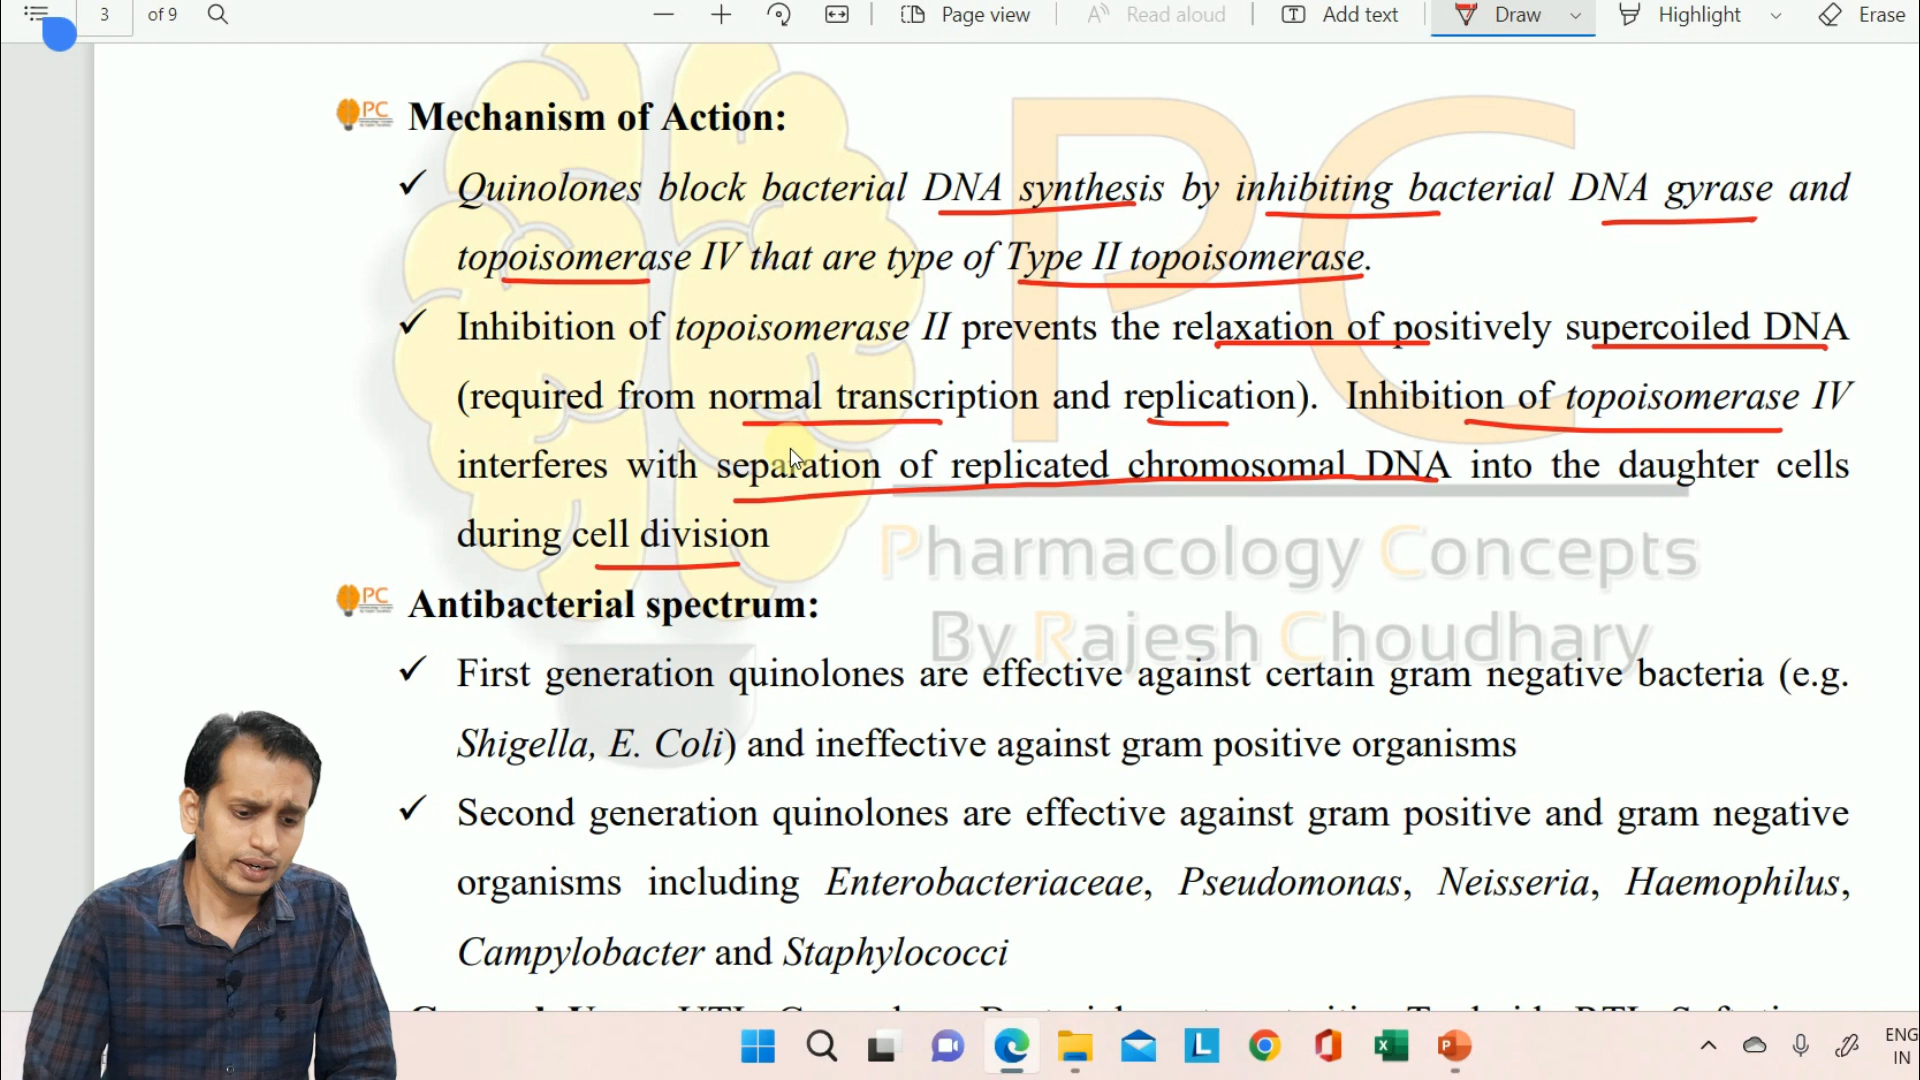 3 of 9 Page view Read aloud Add text Draw Highlight Erase
PC Mechanism of Action:
✓ Quinolones block bacterial DNA synthesis by inhibiting bacterial DNA gyrase and
topoisomerase IV that are type of Type II topoisomerase.
✓ Inhibition of topoisomerase II prevents the relaxation of positively supercoiled DNA
(required from normal transcription and replication). Inhibition of topoisomerase IV
interferes with separation of replicated chromosomal DNA into the daughter cells
during cell division
PC Antibacterial spectrum:
✓ First generation quinolones are effective against certain gram negative bacteria (e.g.
Shigella, E. Coli) and ineffective against gram positive organisms
✓ Second generation quinolones are effective against gram positive and gram negative
organisms including Enterobacteriaceae, Pseudomonas, Neisseria, Haemophilus,
Campylobacter and Staphylococci
PC
Pharmacology Concepts
By Rajesh Choudhary
ENG
IN